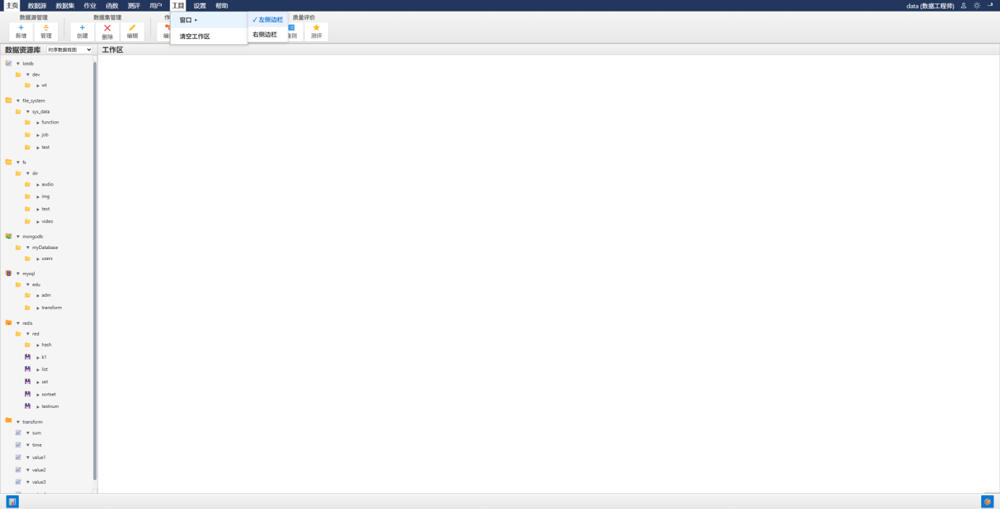 主页 数据源 数据集 作业 函数 测评 用户 工具 设置 帮助 data (数据工程师)
数据源管理 数据集管理 作 质量评价
新增 管理 创建 删除 编辑 测评
窗口 ▸ ✓ 左侧边栏
清空工作区 右侧边栏
数据资源库 时序数据视图 工作区
▼ iotdb
▼ dev
▶ wt
▼ file_system
▼ sys_data
▶ function
▶ job
▶ test
▼ fs
▼ dir
▶ audio
▶ img
▶ text
▶ video
▼ mongodb
▼ myDatabase
▶ users
▼ mysql
▼ edu
▶ adm
▶ transform
▼ redis
▼ red
▶ hash
▶ k1
▶ list
▶ set
▶ sortset
▶ testnum
▼ transform
▼ sum
▼ time
▼ value1
▼ value2
▼ value3